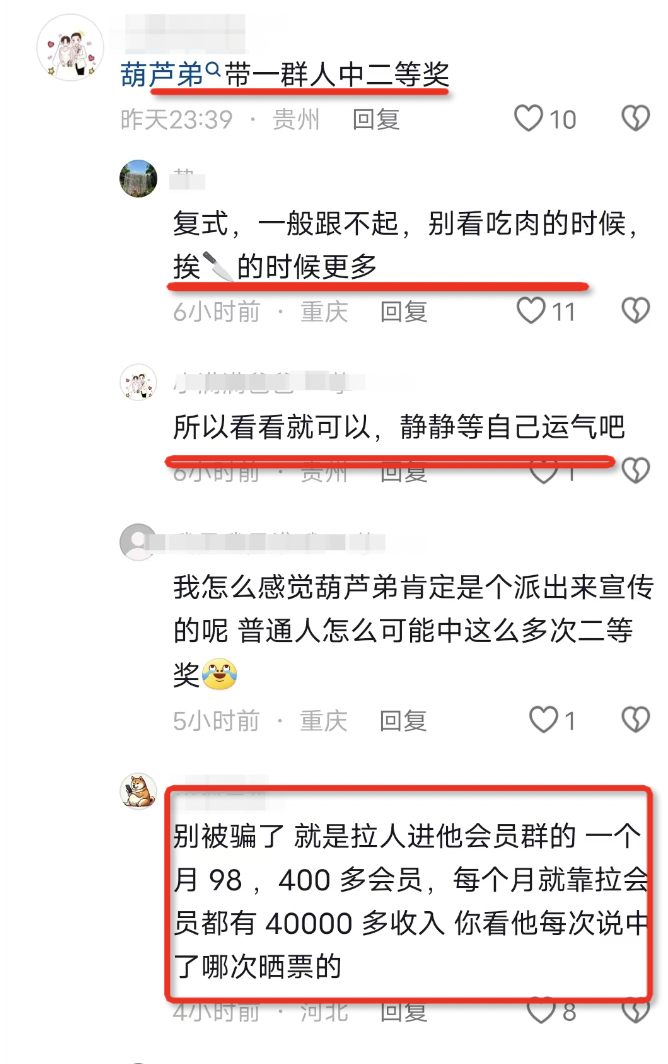 葫芦弟带一群人中二等奖
昨天23:39 · 贵州 回复 10
复式，一般跟不起，别看吃肉的时候，
挨🔪的时候更多
6小时前 · 重庆 回复 11
所以看看就可以，静静等自己运气吧
6小时前 · 贵州 回复 1
我怎么感觉葫芦弟肯定是个派出来宣传
的呢 普通人怎么可能中这么多次二等
奖😂
5小时前 · 重庆 回复 1
别被骗了 就是拉人进他会员群的 一个
月 98 ，400 多会员，每个月就靠拉会
员都有 40000 多收入 你看他每次说中
了哪次晒票的
4小时前 · 河北 回复 8